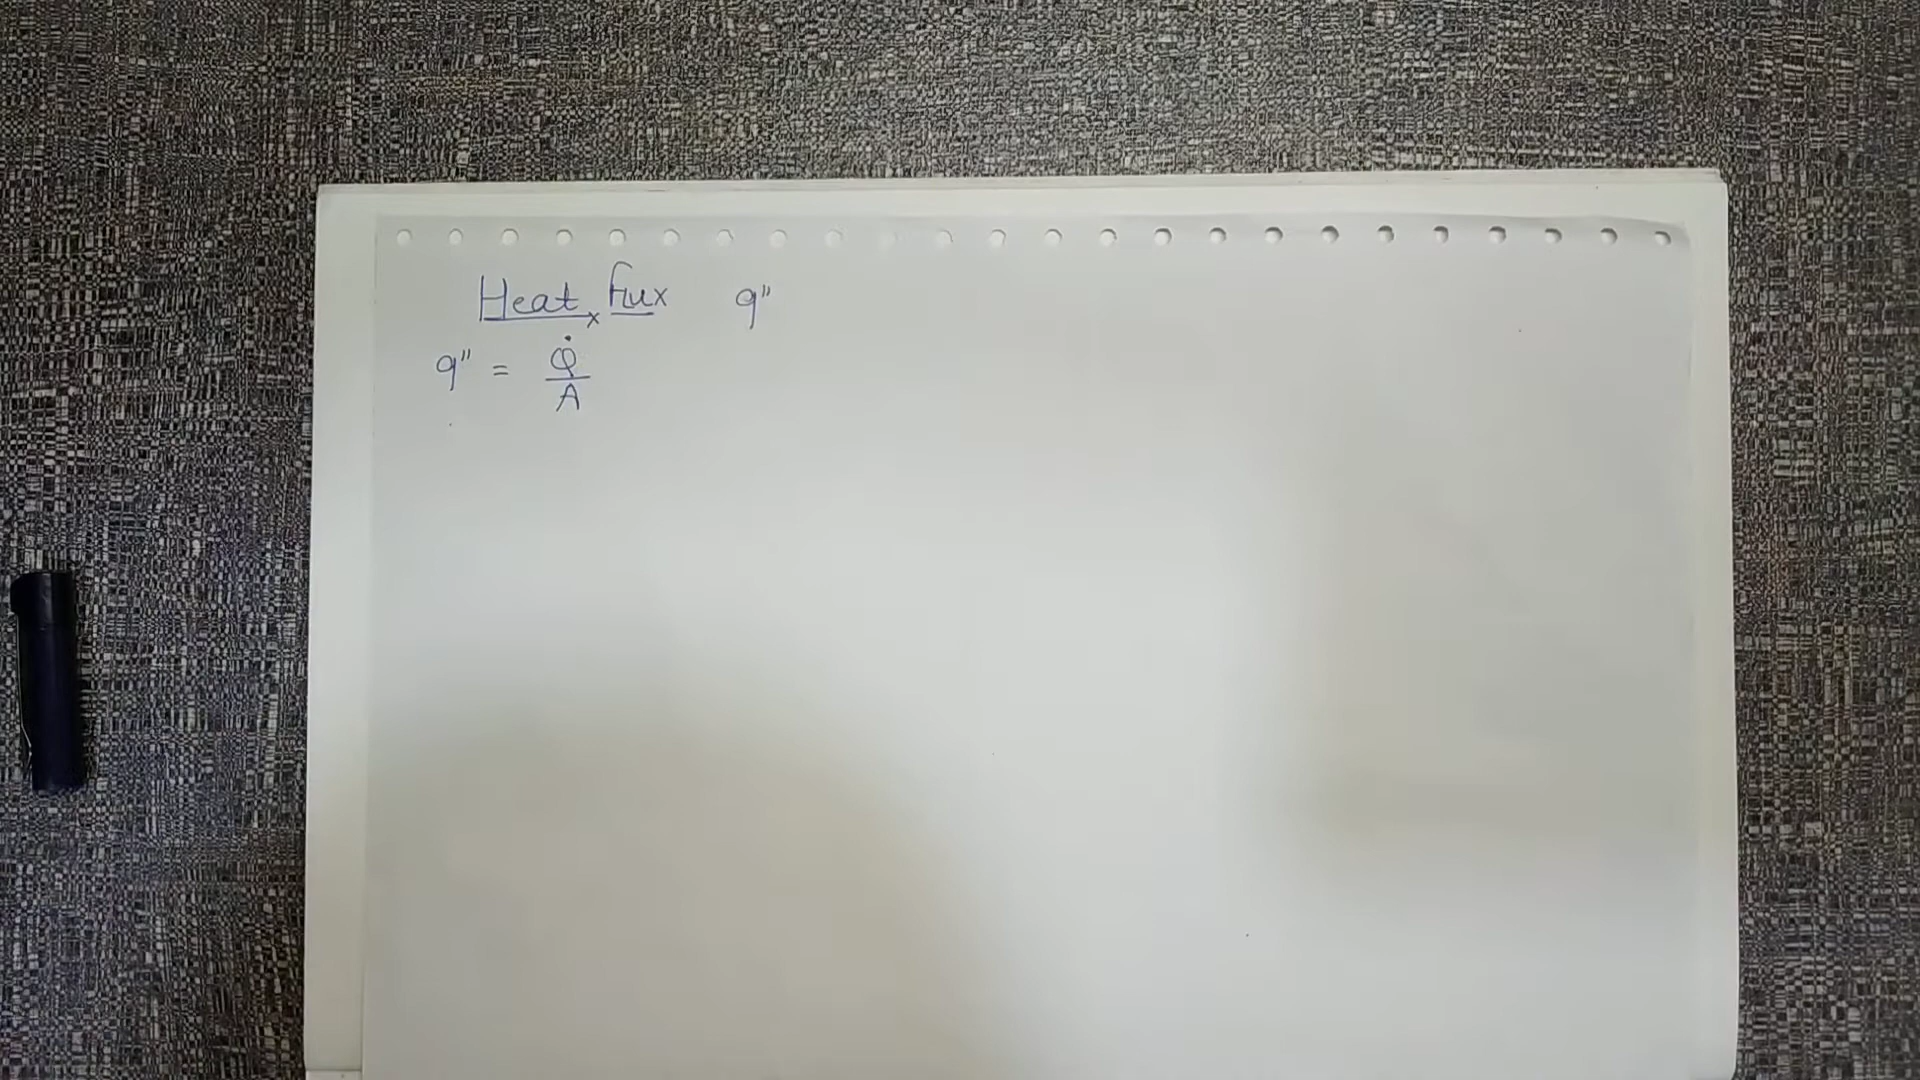 Heat Flux q"
q" = Q̇/A